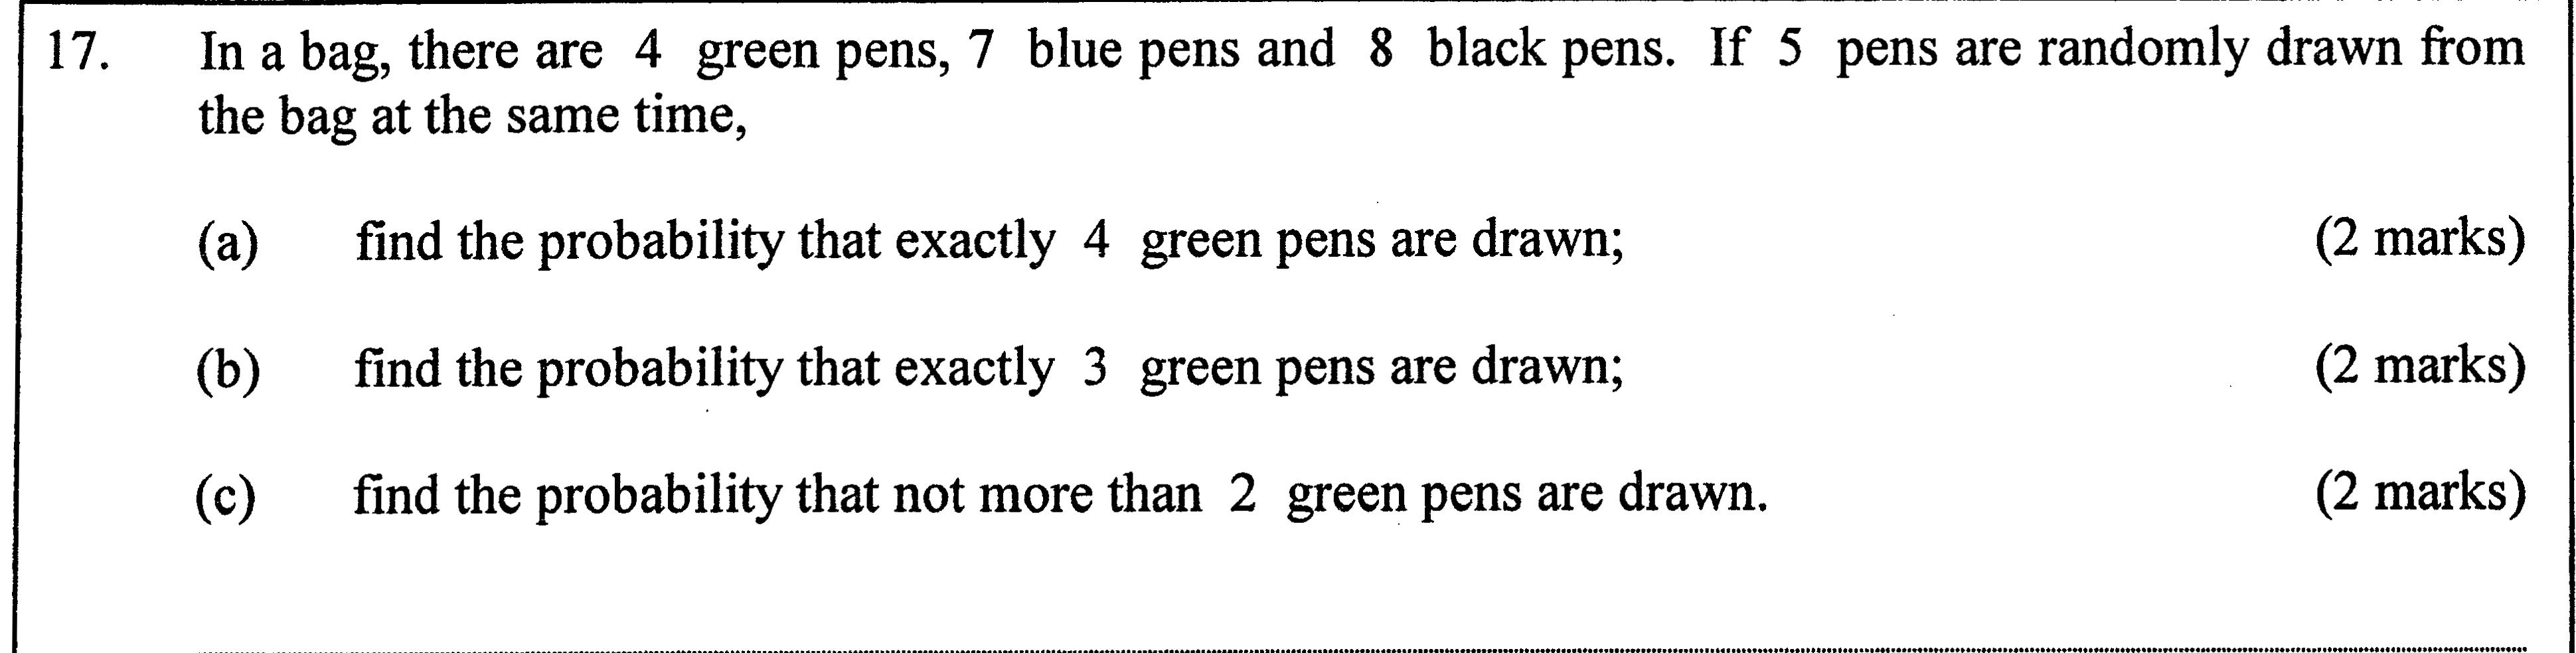 17. In a bag, there are 4 green pens, 7 blue pens and 8 black pens. If 5 pens are randomly drawn from
the bag at the same time,
(a) find the probability that exactly 4 green pens are drawn; (2 marks)
(b) find the probability that exactly 3 green pens are drawn; (2 marks)
(c) find the probability that not more than 2 green pens are drawn. (2 marks)